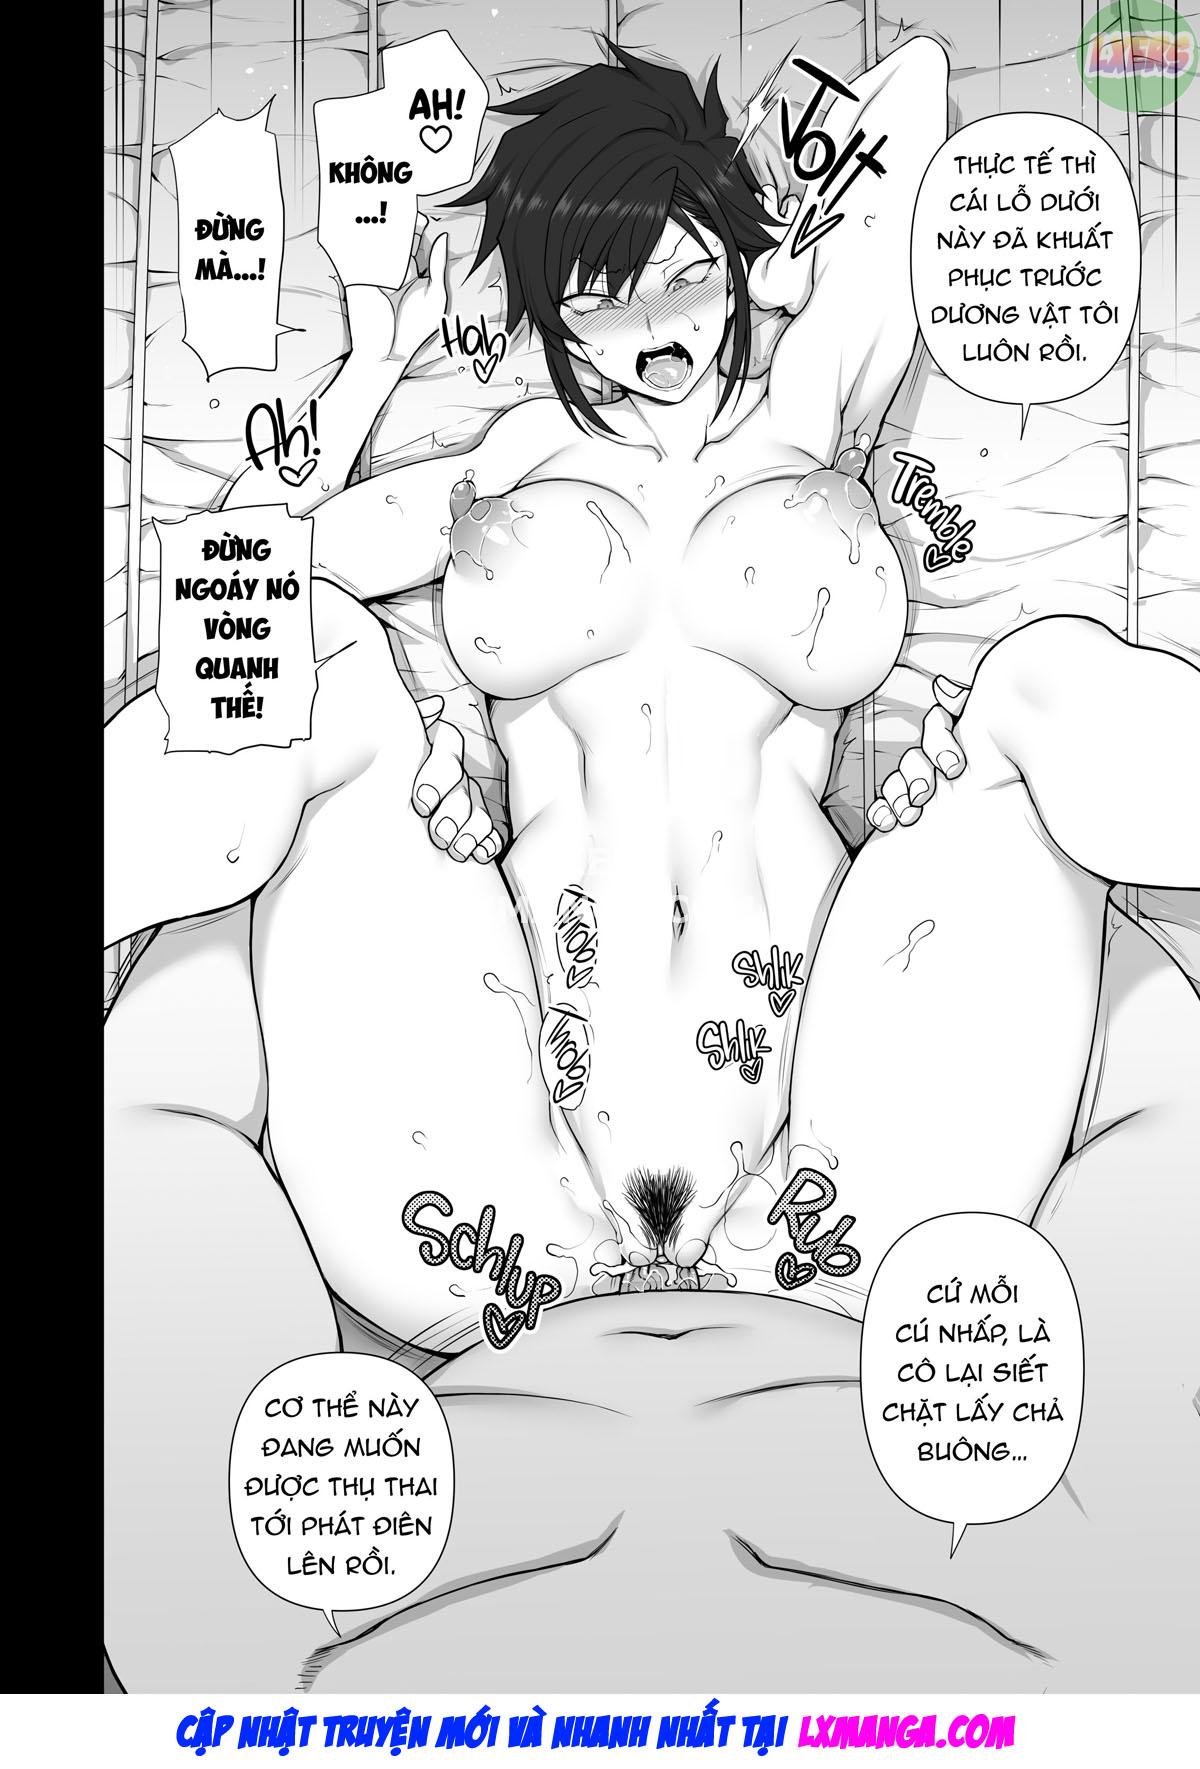 LXERS
AH!
KHÔNG
...!
ĐỪNG
MÀ...!
Jolt
THỰC TẾ THÌ
CÁI LỖ DƯỚI
NÀY ĐÃ KHUẤT
PHỤC TRƯỚC
DƯƠNG VẬT TÔI
LUÔN RỒI.
Hah
Ah!
Tremble
ĐỪNG
NGOÁY NÓ
VÒNG
QUANH
THẾ!
Shlik
Shlik
Schlup
Rub
CỨ MỖI
CÚ NHẤP, LÀ
CÔ LẠI SIẾT
CHẶT LẤY CHẢ
BUÔNG...
CƠ THỂ NÀY
ĐANG MUỐN
ĐƯỢC THỤ THAI
TỚI PHÁT ĐIÊN
LÊN RỒI.
CẬP NHẬT TRUYỆN MỚI VÀ NHANH NHẤT TẠI LXMANGA.COM